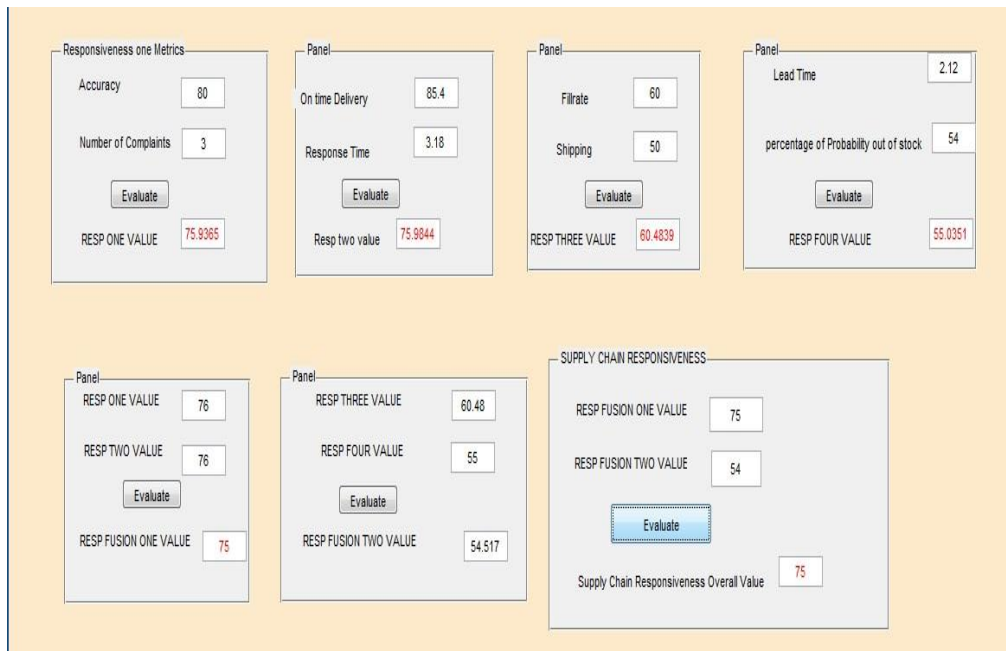 Responsiveness one Metrics
Accuracy 80
Number of Complaints 3
Evaluate
RESP ONE VALUE 75.9365
Panel
On time Delivery 85.4
Response Time 3.18
Evaluate
Resp two value 75.9844
Panel
Fillrate 60
Shipping 50
Evaluate
RESP THREE VALUE 60.4839
Panel
Lead Time 2.12
percentage of Probability out of stock 54
Evaluate
RESP FOUR VALUE 55.0351
Panel
RESP ONE VALUE 76
RESP TWO VALUE 76
Evaluate
RESP FUSION ONE VALUE 75
Panel
RESP THREE VALUE 60.48
RESP FOUR VALUE 55
Evaluate
RESP FUSION TWO VALUE 54.517
SUPPLY CHAIN RESPONSIVENESS
RESP FUSION ONE VALUE 75
RESP FUSION TWO VALUE 54
Evaluate
Supply Chain Responsiveness Overall Value 75